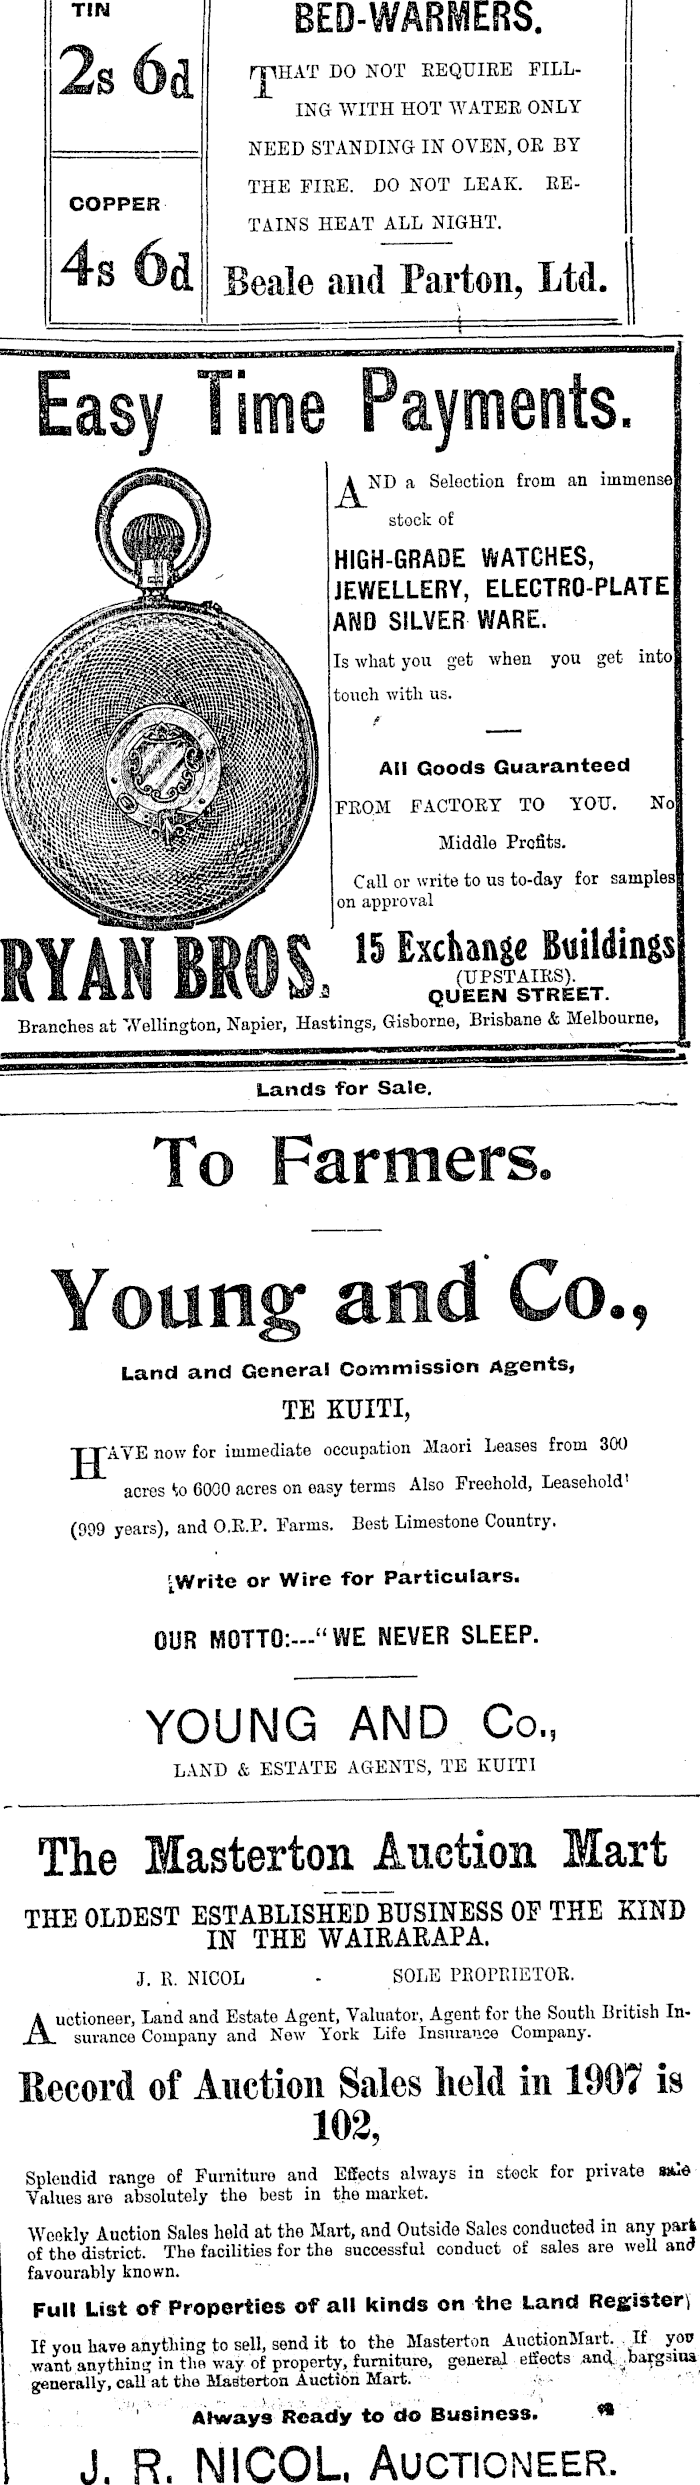 TIN
2s 6d
COPPER
4s 6d
BED-WARMERS.
THAT DO NOT REQUIRE FILL-
ING WITH HOT WATER ONLY
NEED STANDING IN OVEN, OR BY
THE FIRE. DO NOT LEAK. RE-
TAINS HEAT ALL NIGHT.
Beale and Parton, Ltd.
Easy Time Payments.
AND a Selection from an immense
stock of
HIGH-GRADE WATCHES,
JEWELLERY, ELECTRO-PLATE
AND SILVER WARE.
Is what you get when you get into
touch with us.
All Goods Guaranteed
FROM FACTORY TO YOU. No
Middle Profits.
Call or write to us to-day for samples
on approval
RYAN BROS.
15 Exchange Buildings
(UPSTAIRS).
QUEEN STREET.
Branches at Wellington, Napier, Hastings, Gisborne, Brisbane & Melbourne,
Lands for Sale.
To Farmers.
Young and Co.,
Land and General Commission Agents,
TE KUITI,
HAVE now for immediate occupation Maori Leases from 300
acres to 6000 acres on easy terms Also Freehold, Leasehold
(999 years), and O.R.P. Farms. Best Limestone Country.
Write or Wire for Particulars.
OUR MOTTO:---"WE NEVER SLEEP.
YOUNG AND Co.,
LAND & ESTATE AGENTS, TE KUITI
The Masterton Auction Mart
THE OLDEST ESTABLISHED BUSINESS OF THE KIND
IN THE WAIRARAPA.
J. R. NICOL - SOLE PROPRIETOR.
Auctioneer, Land and Estate Agent, Valuator, Agent for the South British In-
surance Company and New York Life Insurance Company.
Record of Auction Sales held in 1907 is
102,
Splendid range of Furniture and Effects always in stock for private sale
Values are absolutely the best in the market.
Weekly Auction Sales held at the Mart, and Outside Sales conducted in any part
of the district. The facilities for the successful conduct of sales are well and
favourably known.
Full List of Properties of all kinds on the Land Register)
If you have anything to sell, send it to the Masterton AuctionMart. If you
want anything in the way of property, furniture, general effects and bargains
generally, call at the Masterton Auction Mart.
Always Ready to do Business.
J. R. NICOL, AUCTIONEER.